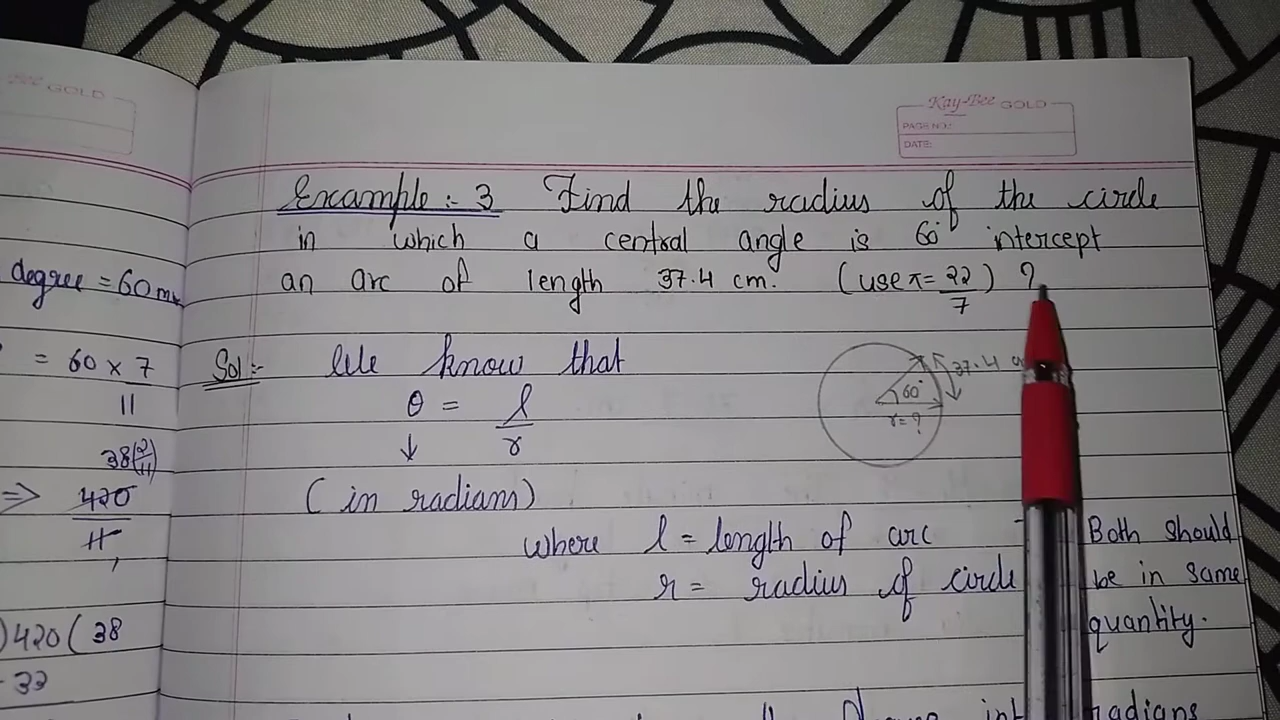 GOLD
Kay-Bee GOLD
PAGE NO.:
DATE:
Example:- 3 Find the radius of the circle
in which a central angle is 60° intercept
an arc of length 37.4 cm. (use π = 22/7) ?
degree = 60
= 60 × 7
11
38(2/11)
=> 420
11
)420( 38
- 33
Sol:- We know that
θ = l/r
↓
(in radians)
37.4
60°
r = ?
where l = length of arc
r = radius of circle
Both should
be in same
quantity.
radians